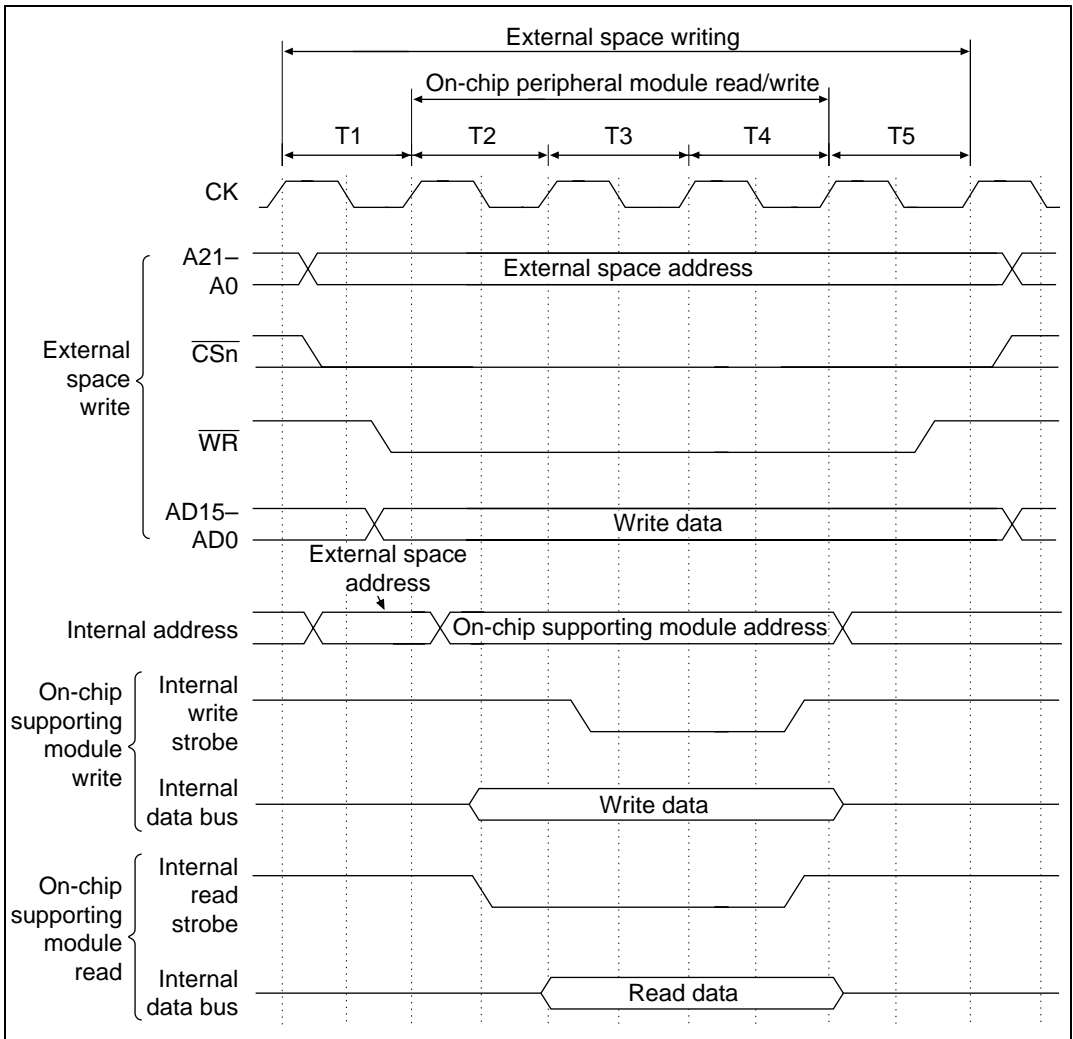 External space writing
On-chip peripheral module read/write
T1 T2 T3 T4 T5
CK
A21–
A0
External space address
CSn
External
space
write
WR
AD15–
AD0
Write data
External space
address
Internal address
On-chip supporting module address
On-chip
supporting
module
write
Internal
write
strobe
Internal
data bus
Write data
On-chip
supporting
module
read
Internal
read
strobe
Internal
data bus
Read data